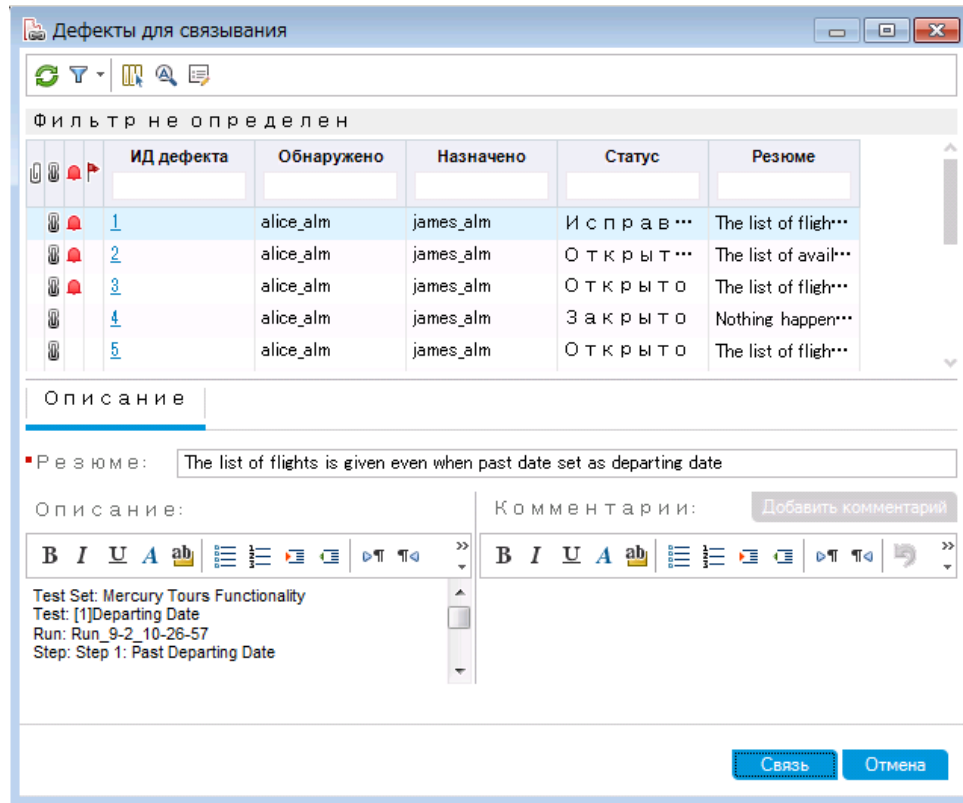 Дефекты для связывания
Фильтр не определен
ИД дефекта Обнаружено Назначено Статус Резюме
1 alice_alm james_alm Исправ… The list of fligh…
2 alice_alm james_alm Открыт… The list of avail…
3 alice_alm james_alm Открыто The list of fligh…
4 alice_alm james_alm Закрыто Nothing happen…
5 alice_alm james_alm Открыто The list of fligh…
Описание
Резюме: The list of flights is given even when past date set as departing date
Описание: Комментарии: Добавить комментарий
B I U A ab B I U A ab
Test Set: Mercury Tours Functionality
Test: [1]Departing Date
Run: Run_9-2_10-26-57
Step: Step 1: Past Departing Date
Связь Отмена